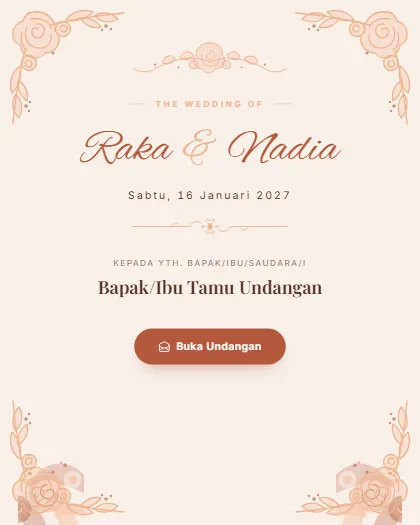 THE WEDDING OF
Raka & Nadia
Sabtu, 16 Januari 2027
KEPADA YTH. BAPAK/IBU/SAUDARA/I
Bapak/Ibu Tamu Undangan
Buka Undangan